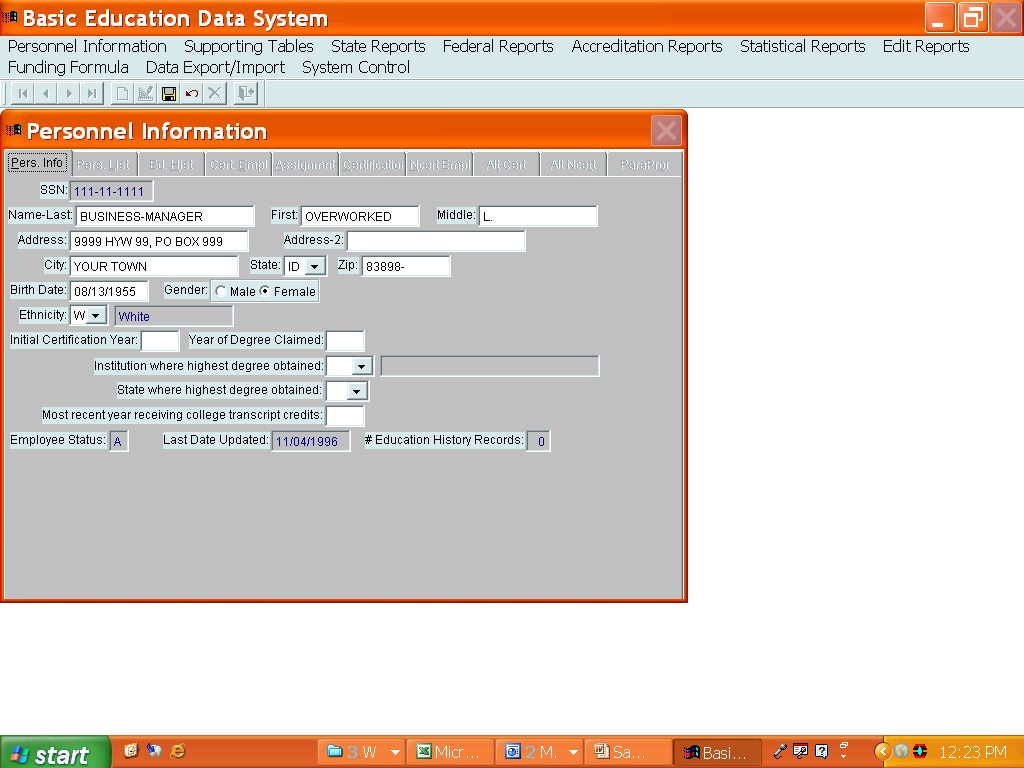 Basic Education Data System
Personnel Information Supporting Tables State Reports Federal Reports Accreditation Reports Statistical Reports Edit Reports
Funding Formula Data Export/Import System Control
Personnel Information
Pers. Info Pers. List Ed. Hist Cert. Empl Assignmnt Certification Ncert Empl Alt Cert Alt Ncert ParaProf
SSN: 111-11-1111
Name-Last: BUSINESS-MANAGER First: OVERWORKED Middle: L.
Address: 9999 HYW 99, PO BOX 999 Address-2:
City: YOUR TOWN State: ID Zip: 83898-
Birth Date: 08/13/1955 Gender: Male Female
Ethnicity: W White
Initial Certification Year: Year of Degree Claimed:
Institution where highest degree obtained:
State where highest degree obtained:
Most recent year receiving college transcript credits:
Employee Status: A Last Date Updated: 11/04/1996 # Education History Records: 0
start 3 W Micr... 2 M. Sa... Basi... 12:23 PM